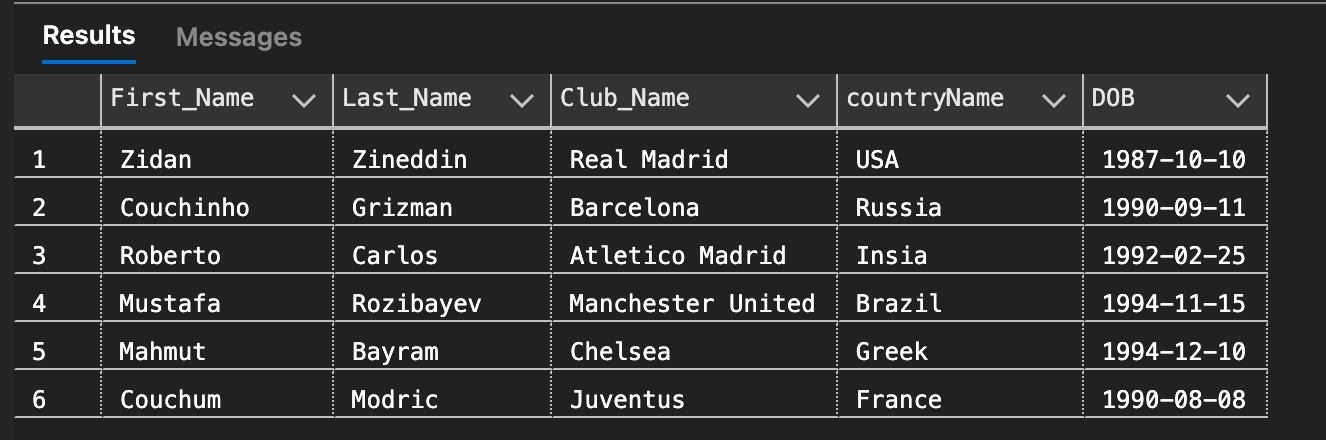 Results Messages
First_Name Last_Name Club_Name countryName DOB
1 Zidan Zineddin Real Madrid USA 1987-10-10
2 Couchinho Grizman Barcelona Russia 1990-09-11
3 Roberto Carlos Atletico Madrid Insia 1992-02-25
4 Mustafa Rozibayev Manchester United Brazil 1994-11-15
5 Mahmut Bayram Chelsea Greek 1994-12-10
6 Couchum Modric Juventus France 1990-08-08